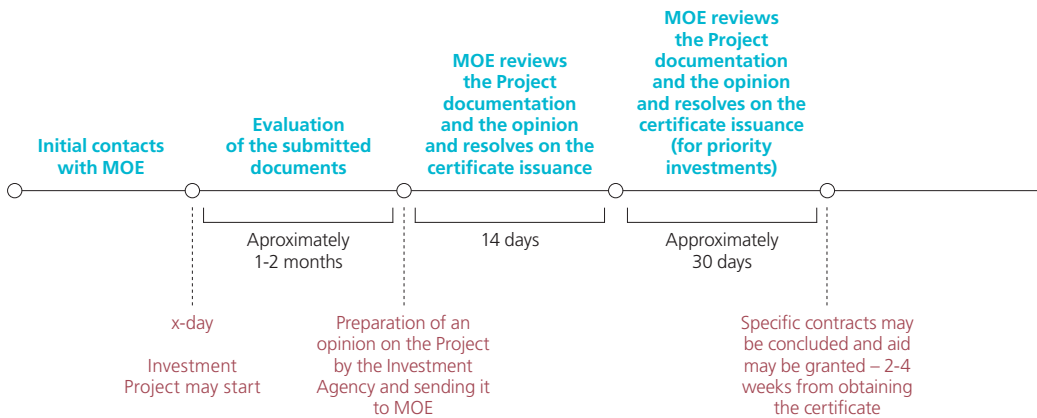 Initial contacts
with MOE
Evaluation
of the submitted
documents
MOE reviews
the Project
documentation
and the opinion
and resolves on the
certificate issuance
MOE reviews
the Project
documentation
and the opinion
and resolves on the
certificate issuance
(for priority
investments)
Aproximately
1-2 months
14 days
Approximately
30 days
x-day
Investment
Project may start
Preparation of an
opinion on the Project
by the Investment
Agency and sending it
to MOE
Specific contracts may
be concluded and aid
may be granted – 2-4
weeks from obtaining
the certificate